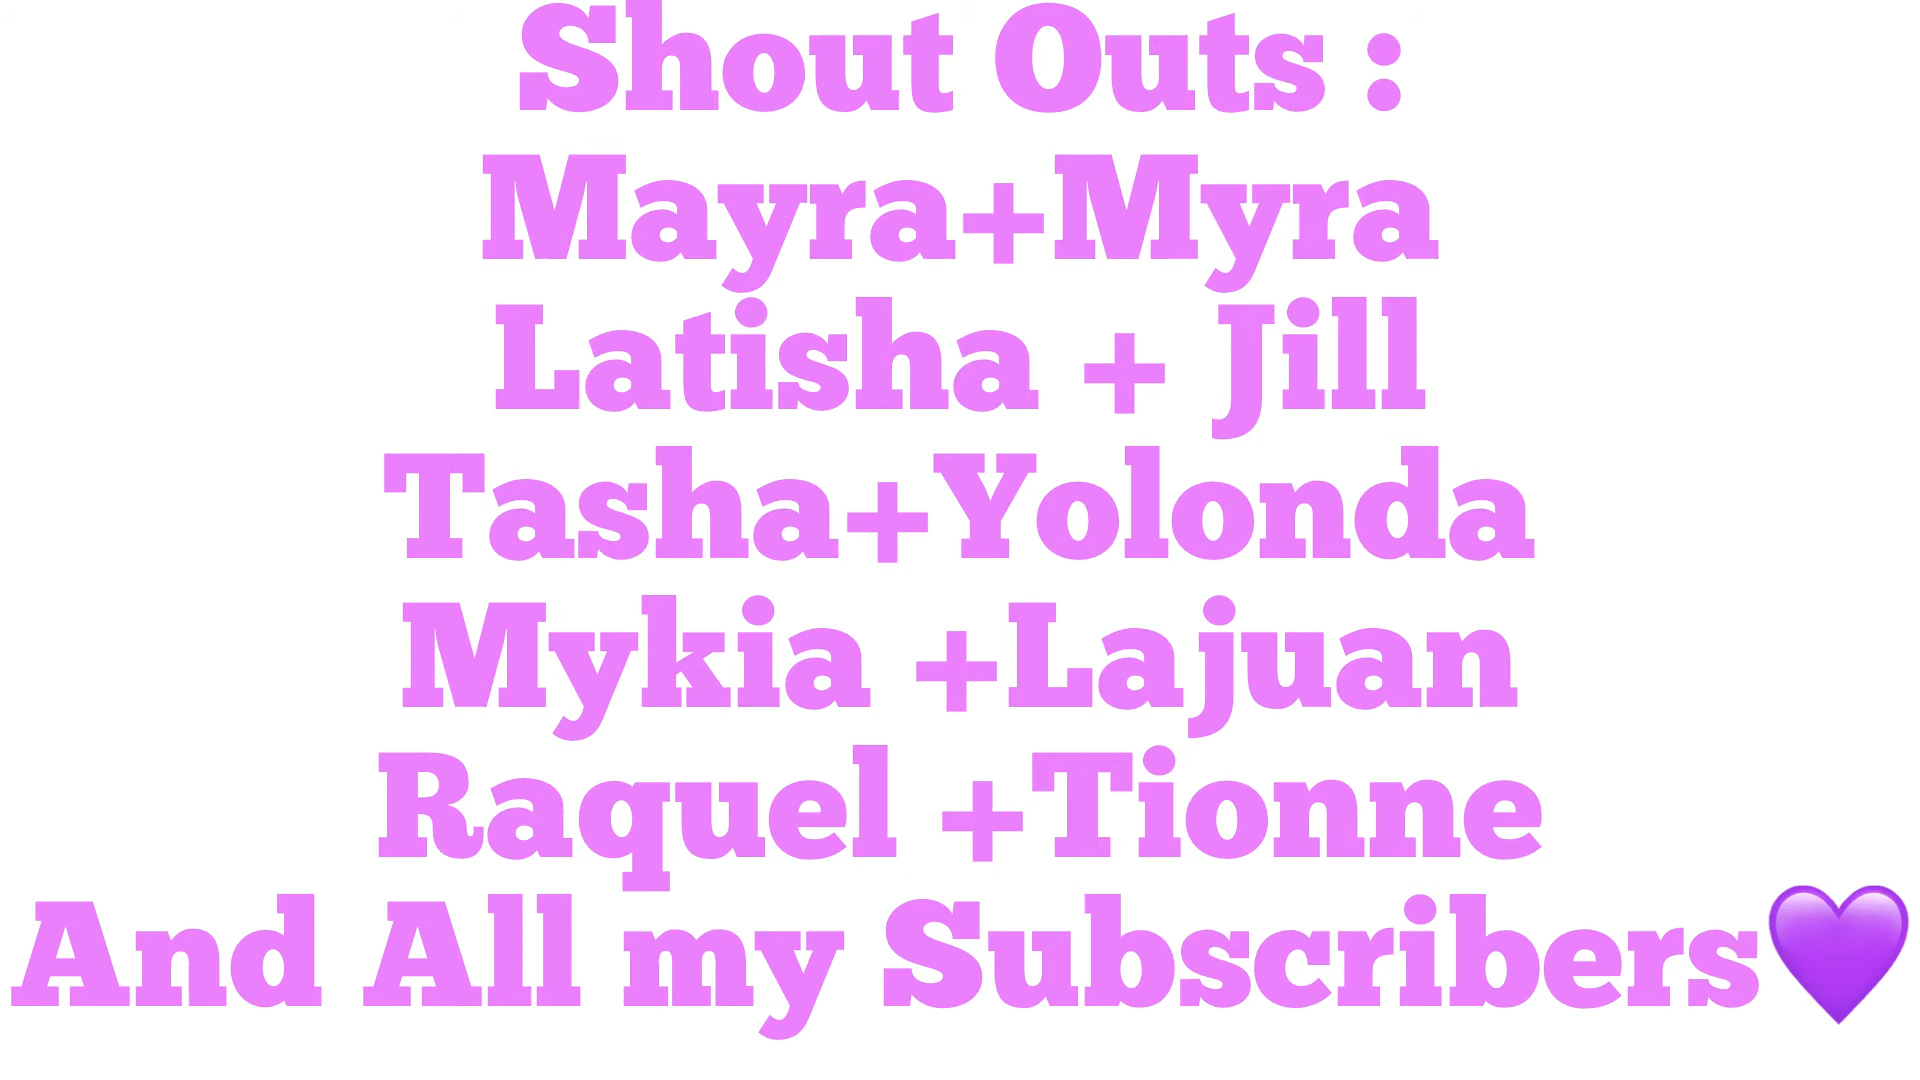 Shout Outs :
Mayra+Myra
Latisha + Jill
Tasha+Yolonda
Mykia +Lajuan
Raquel +Tionne
And All my Subscribers💜